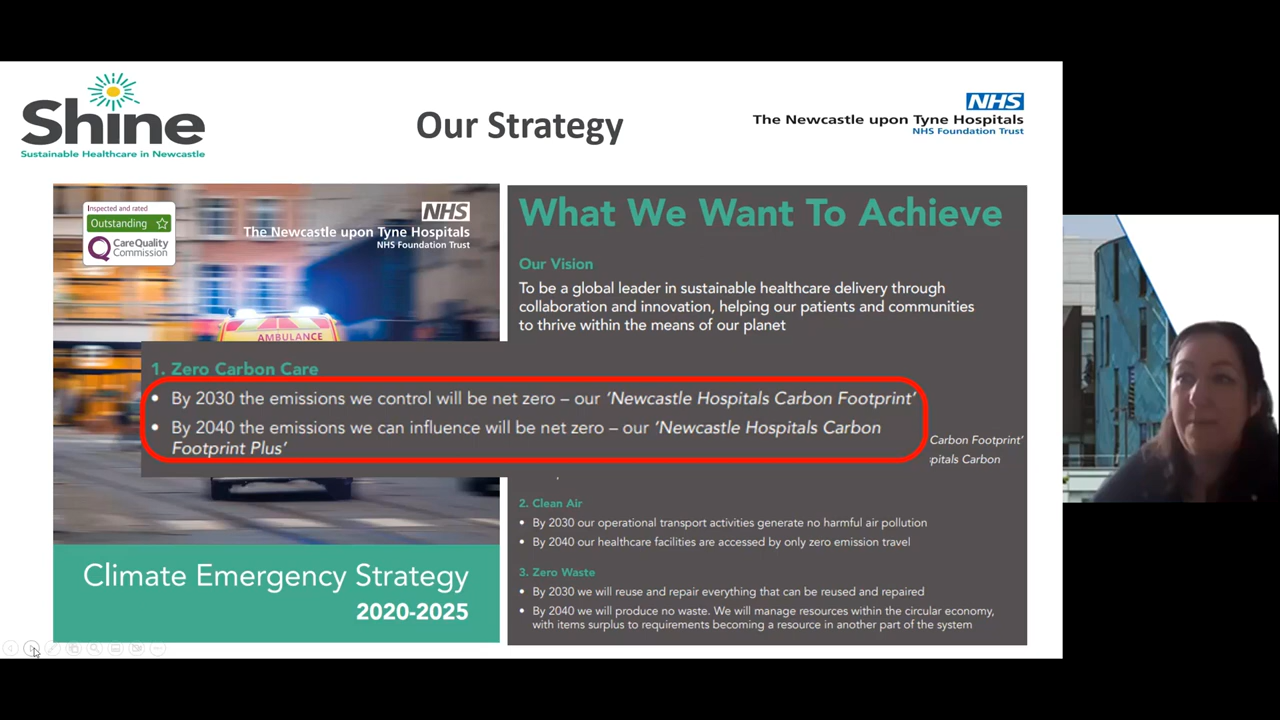 Shine
Sustainable Healthcare in Newcastle
Our Strategy
NHS
The Newcastle upon Tyne Hospitals
NHS Foundation Trust
Inspected and rated
Outstanding
CareQuality
Commission
NHS
The Newcastle upon Tyne Hospitals
NHS Foundation Trust
AMBULANCE
What We Want To Achieve
Our Vision
To be a global leader in sustainable healthcare delivery through
collaboration and innovation, helping our patients and communities
to thrive within the means of our planet
1. Zero Carbon Care
• By 2030 the emissions we control will be net zero – our ‘Newcastle Hospitals Carbon Footprint’
• By 2040 the emissions we can influence will be net zero – our ‘Newcastle Hospitals Carbon
Footprint Plus’
Carbon Footprint’
Carbon
2. Clean Air
• By 2030 our operational transport activities generate no harmful air pollution
• By 2040 our healthcare facilities are accessed by only zero emission travel
3. Zero Waste
• By 2030 we will reuse and repair everything that can be reused and repaired
• By 2040 we will produce no waste. We will manage resources within the circular economy,
with items surplus to requirements becoming a resource in another part of the system
Climate Emergency Strategy
2020-2025